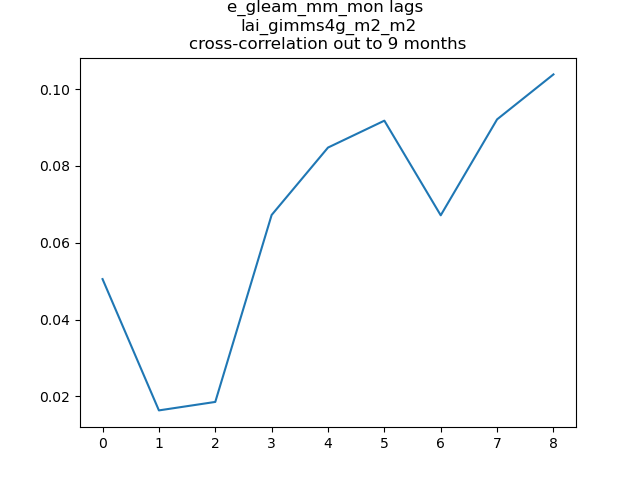 e_gleam_mm_mon lags
lai_gimms4g_m2_m2
cross-correlation out to 9 months
0.10
0.08
0.06
0.04
0.02
0 1 2 3 4 5 6 7 8